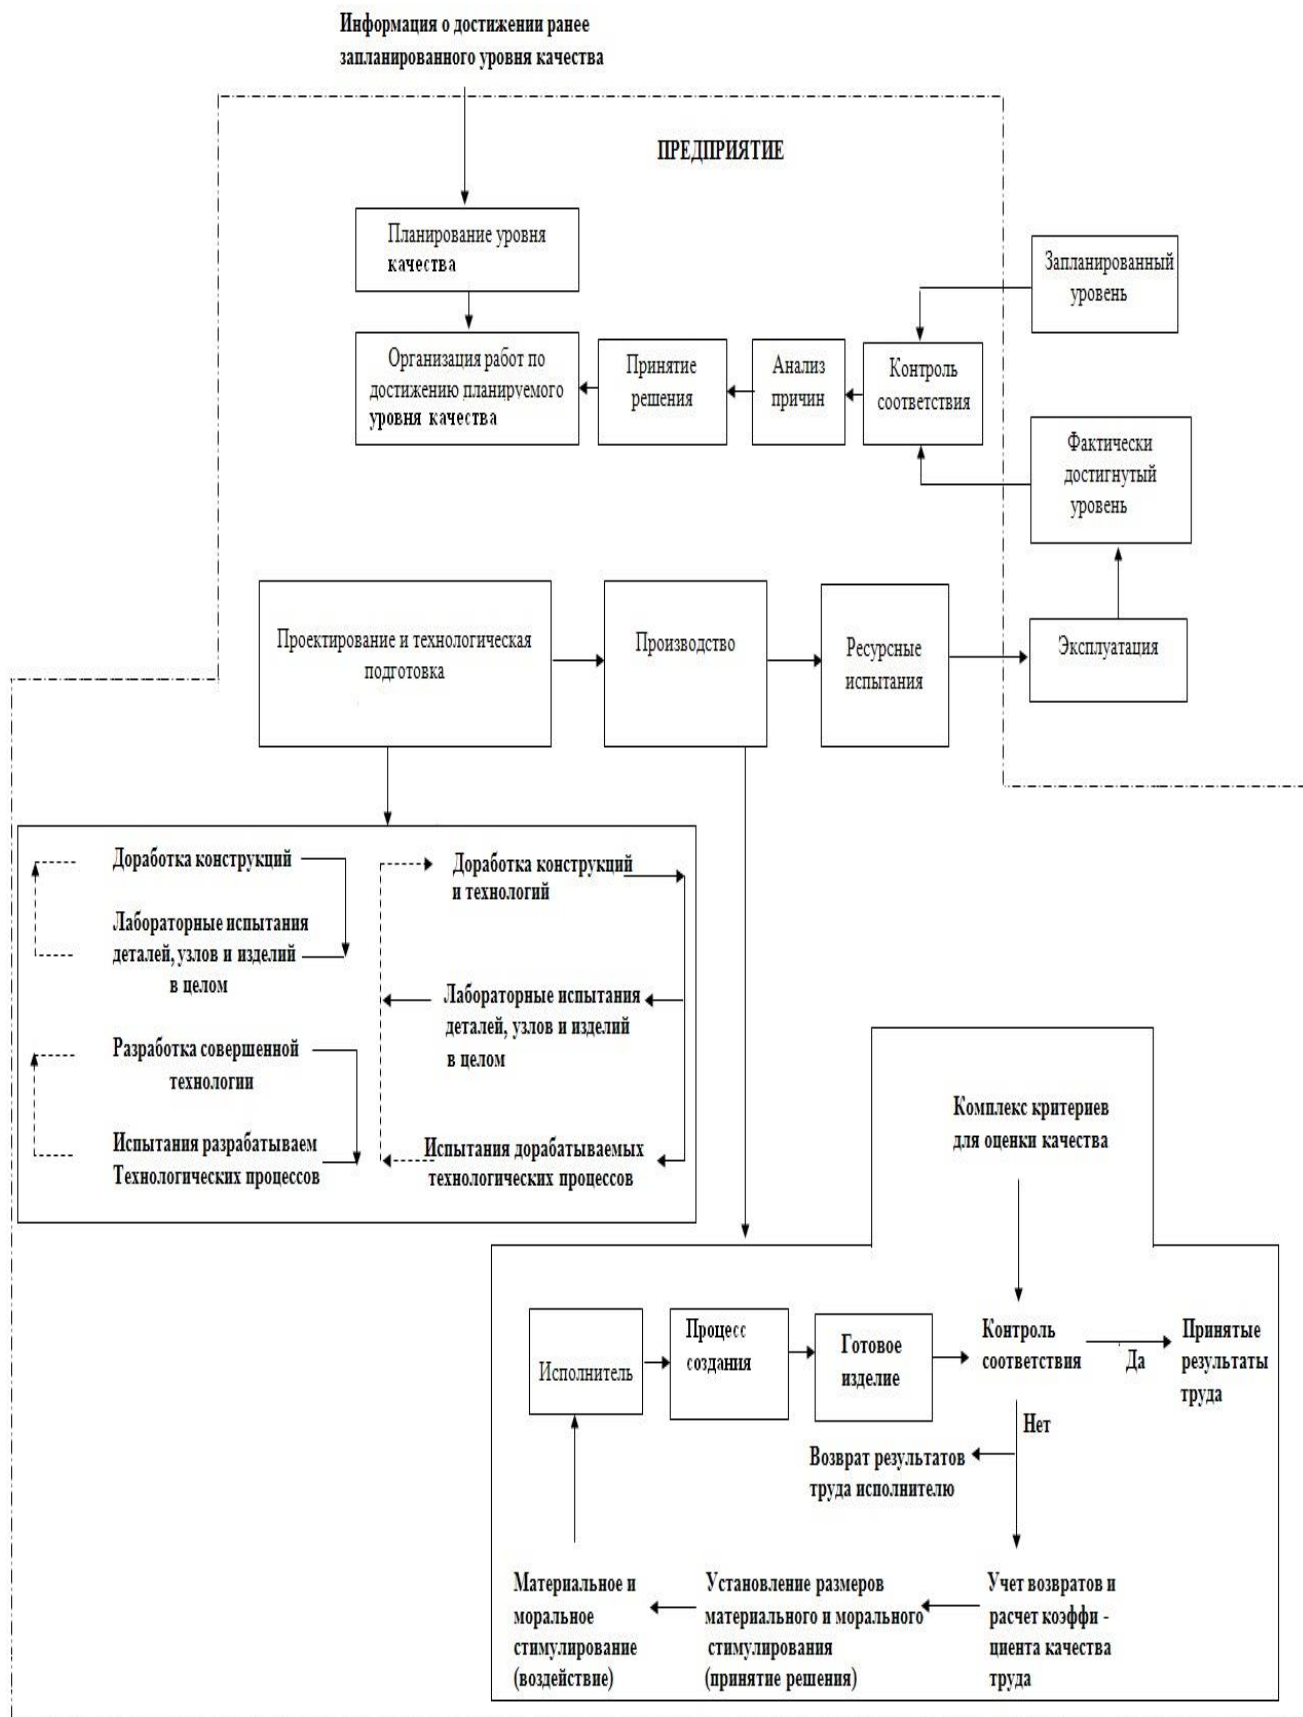 Информация о достижении ранее
запланированного уровня качества
ПРЕДПРИЯТИЕ
Планирование уровня
качества
Запланированный
уровень
Организация работ по
достижению планируемого
уровня качества
Принятие
решения
Анализ
причин
Контроль
соответствия
Фактически
достигнутый
уровень
Проектирование и технологическая
подготовка
Производство
Ресурсные
испытания
Эксплуатация
Доработка конструкций
Лабораторные испытания
деталей, узлов и изделий
в целом
Разработка совершенной
технологии
Испытания разрабатываем
Технологических процессов
Доработка конструкций
и технологий
Лабораторные испытания
деталей, узлов и изделий
в целом
Испытания дорабатываемых
технологических процессов
Комплекс критериев
для оценки качества
Исполнитель
Процесс
создания
Готовое
изделие
Контроль
соответствия
Да
Принятые
результаты
труда
Нет
Возврат результатов
труда исполнителю
Материальное и
моральное
стимулирование
(воздействие)
Установление размеров
материального и морального
стимулирования
(принятие решения)
Учет возвратов и
расчет коэффи -
циента качества
труда